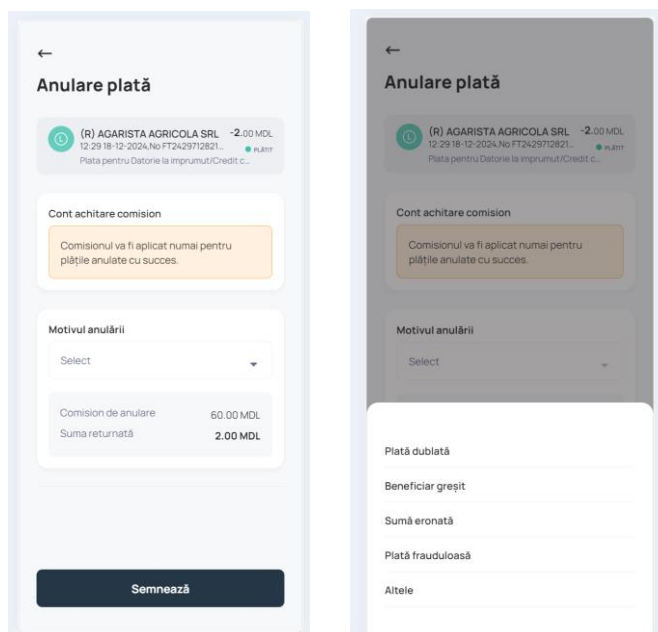 Anulare plată
(R) AGARISTA AGRICOLA SRL -2.00 MDL
12:29 18-12-2024,No FT2429712821... PLĂTIT
Plata pentru Datorie la imprumut/Credit c...
Cont achitare comision
Comisionul va fi aplicat numai pentru
plățile anulate cu succes.
Motivul anulării
Select
Comision de anulare 60.00 MDL
Suma returnată 2.00 MDL
Semnează
Anulare plată
(R) AGARISTA AGRICOLA SRL -2.00 MDL
12:29 18-12-2024,No FT2429712821... PLĂTIT
Plata pentru Datorie la imprumut/Credit c...
Cont achitare comision
Comisionul va fi aplicat numai pentru
plățile anulate cu succes.
Motivul anulării
Select
Plată dublată
Beneficiar greșit
Sumă eronată
Plată frauduloasă
Altele